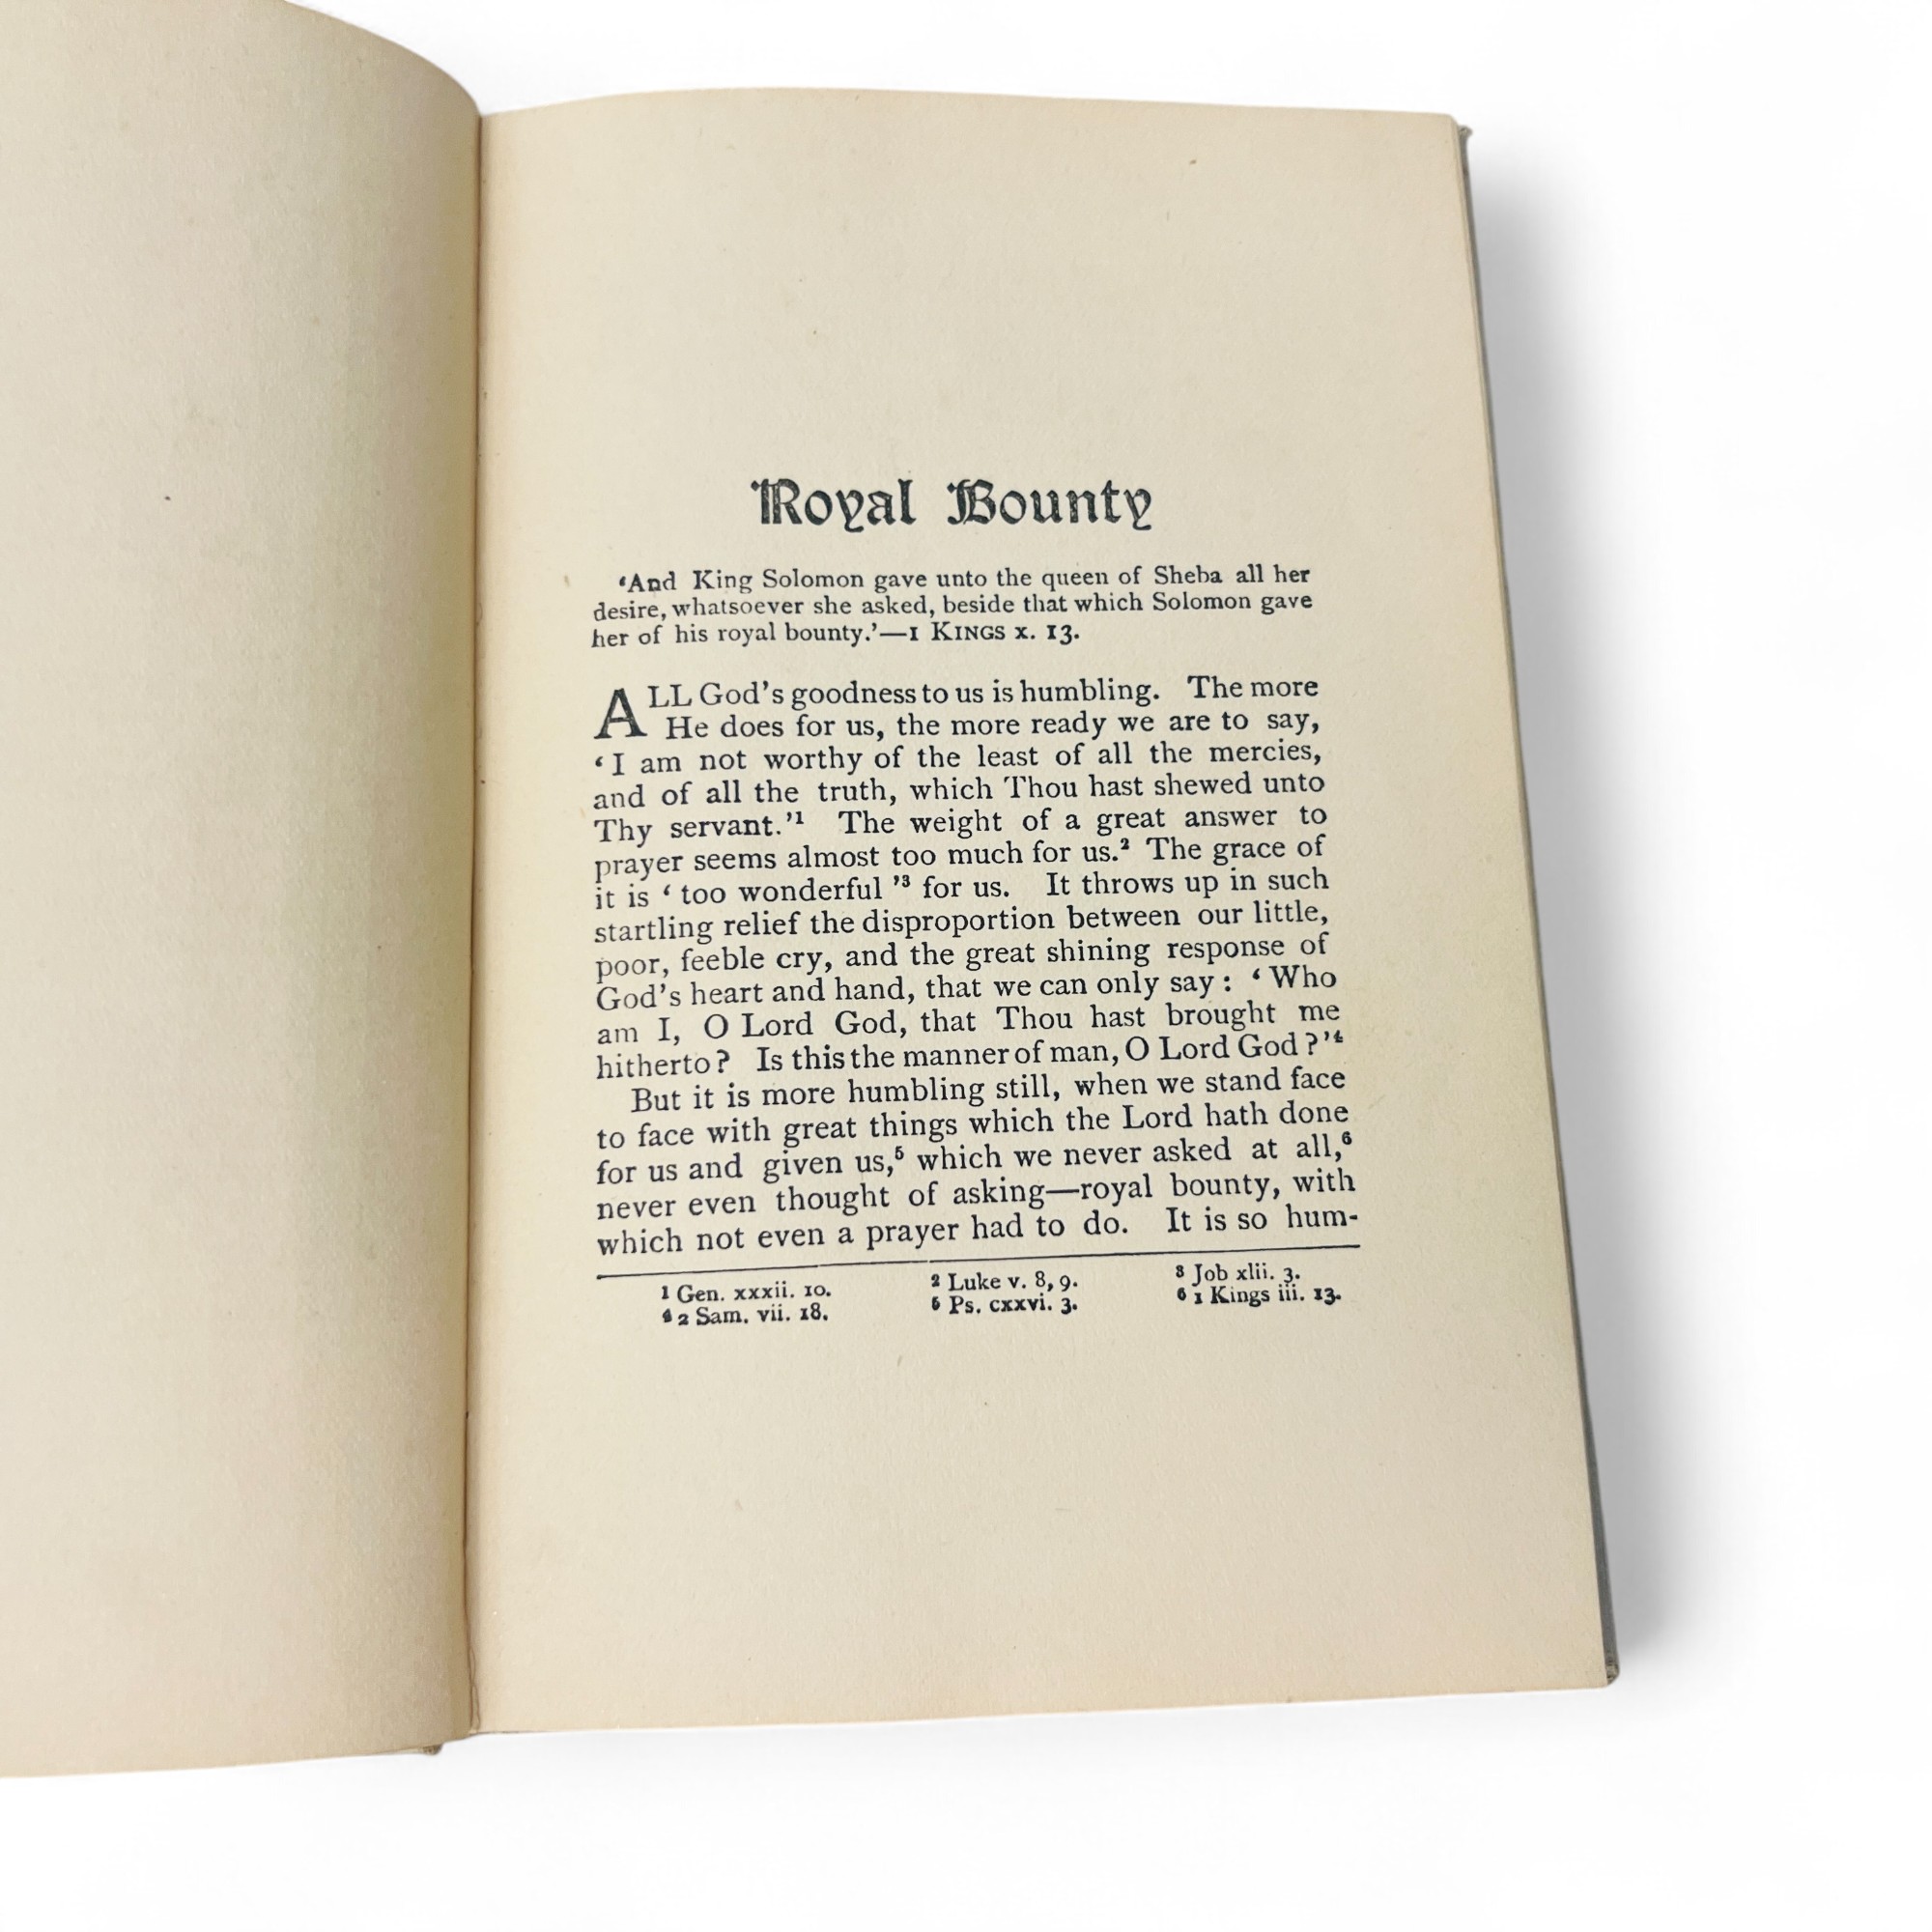 Royal Bounty
‘And King Solomon gave unto the queen of Sheba all her
desire, whatsoever she asked, beside that which Solomon gave
her of his royal bounty.’—1 KINGS x. 13.
ALL God’s goodness to us is humbling. The more
He does for us, the more ready we are to say,
‘I am not worthy of the least of all the mercies,
and of all the truth, which Thou hast shewed unto
Thy servant.’¹ The weight of a great answer to
prayer seems almost too much for us.² The grace of
it is ‘too wonderful’³ for us. It throws up in such
startling relief the disproportion between our little,
poor, feeble cry, and the great shining response of
God’s heart and hand, that we can only say: ‘Who
am I, O Lord God, that Thou hast brought me
hitherto? Is this the manner of man, O Lord God?’⁴
But it is more humbling still, when we stand face
to face with great things which the Lord hath done
for us and given us,⁵ which we never asked at all,⁶
never even thought of asking—royal bounty, with
which not even a prayer had to do. It is so hum-
¹ Gen. xxxii. 10. ² Luke v. 8, 9. ³ Job xlii. 3.
⁴ 2 Sam. vii. 18. ⁵ Ps. cxxvi. 3. ⁶ 1 Kings iii. 13.